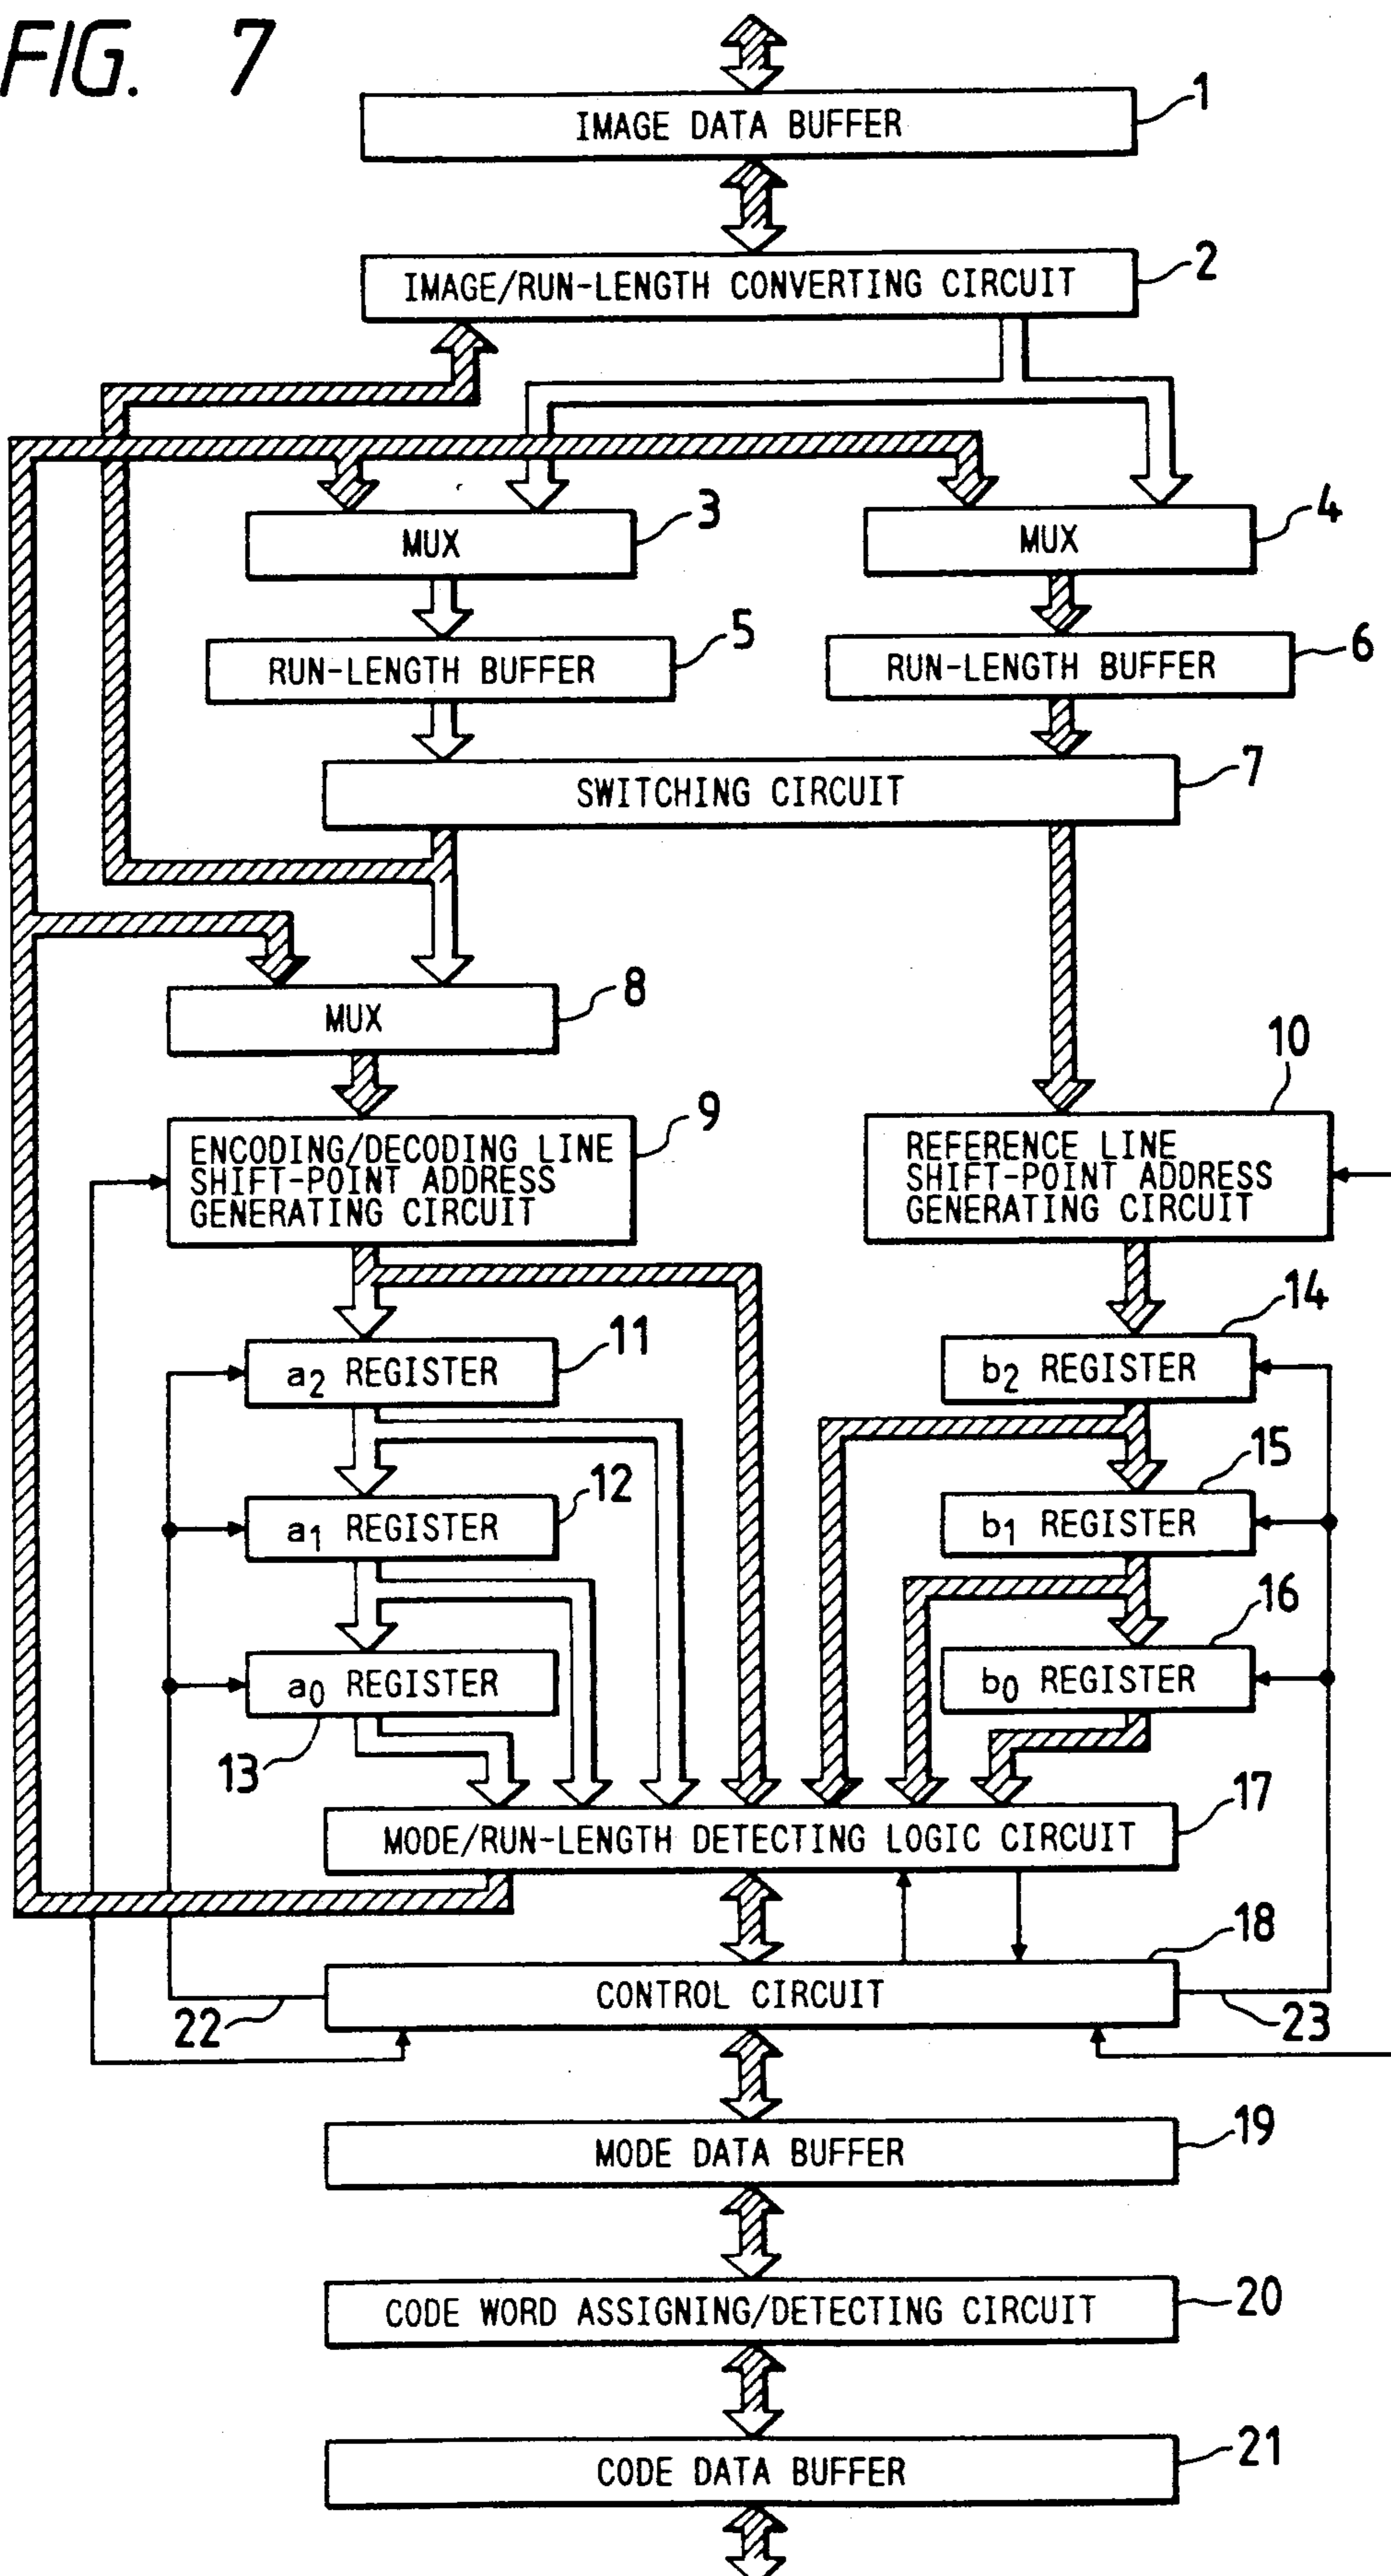 FIG. 7
IMAGE DATA BUFFER
1
IMAGE/RUN-LENGTH CONVERTING CIRCUIT
2
MUX
3
MUX
4
RUN-LENGTH BUFFER
5
RUN-LENGTH BUFFER
6
SWITCHING CIRCUIT
7
MUX
8
ENCODING/DECODING LINE
SHIFT-POINT ADDRESS
GENERATING CIRCUIT
9
REFERENCE LINE
SHIFT-POINT ADDRESS
GENERATING CIRCUIT
10
a2 REGISTER
11
b2 REGISTER
14
a1 REGISTER
12
b1 REGISTER
15
a0 REGISTER
13
b0 REGISTER
16
MODE/RUN-LENGTH DETECTING LOGIC CIRCUIT
17
CONTROL CIRCUIT
18
22
23
MODE DATA BUFFER
19
CODE WORD ASSIGNING/DETECTING CIRCUIT
20
CODE DATA BUFFER
21